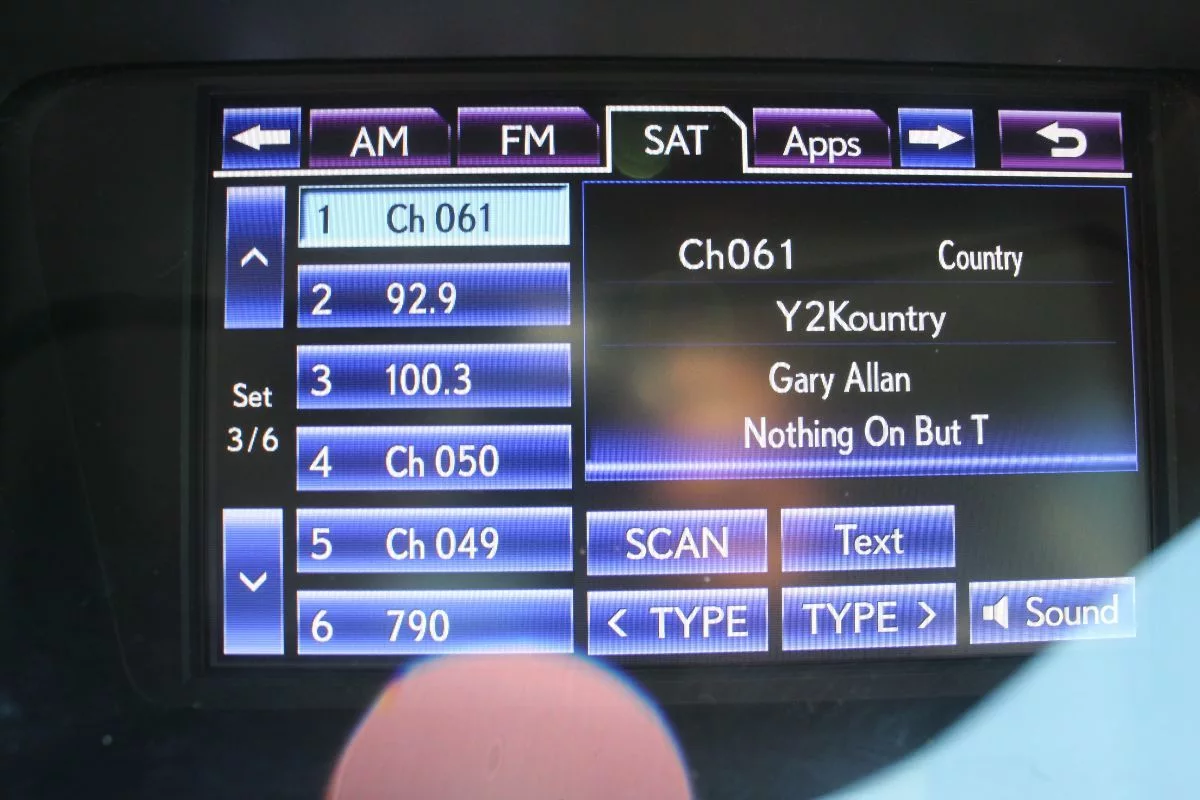 AM FM SAT Apps
1 Ch 061
2 92.9
3 100.3
4 Ch 050
5 Ch 049
6 790
Set
3/6
Ch061 Country
Y2Kountry
Gary Allan
Nothing On But T
SCAN Text
< TYPE TYPE > Sound